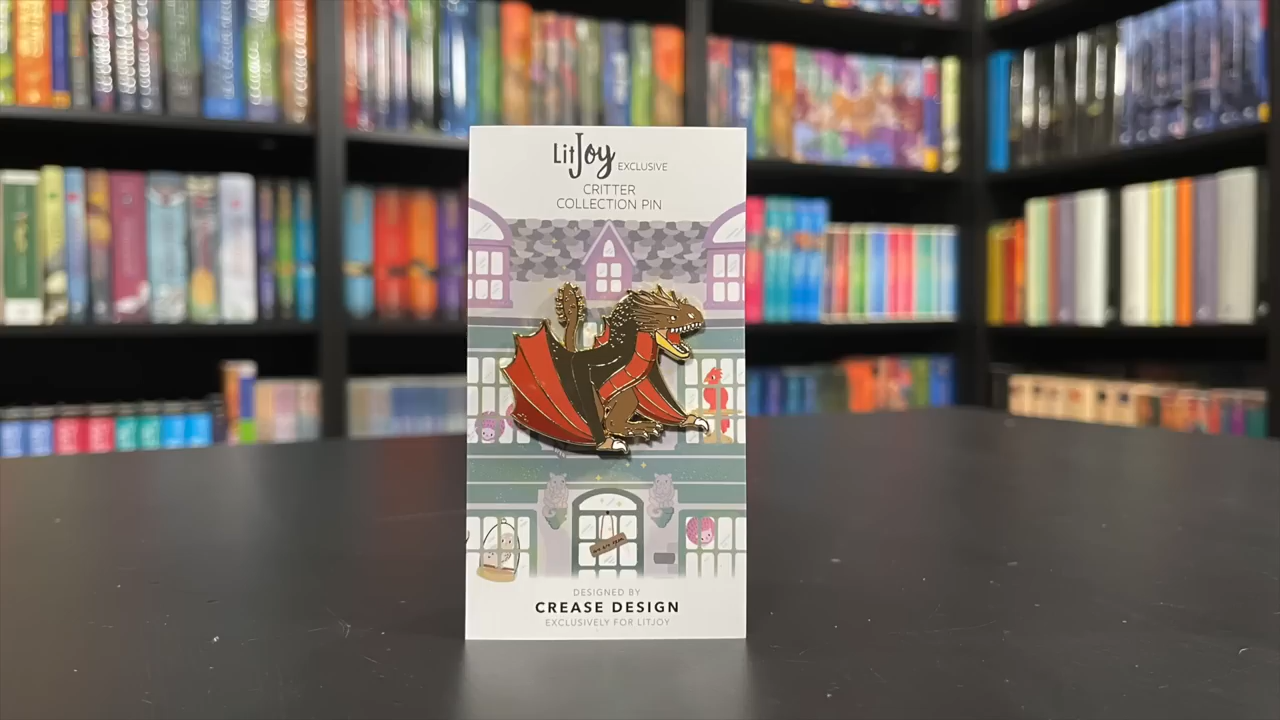 LitJoy EXCLUSIVE
CRITTER
COLLECTION PIN
DESIGNED BY
CREASE DESIGN
EXCLUSIVELY FOR LITJOY